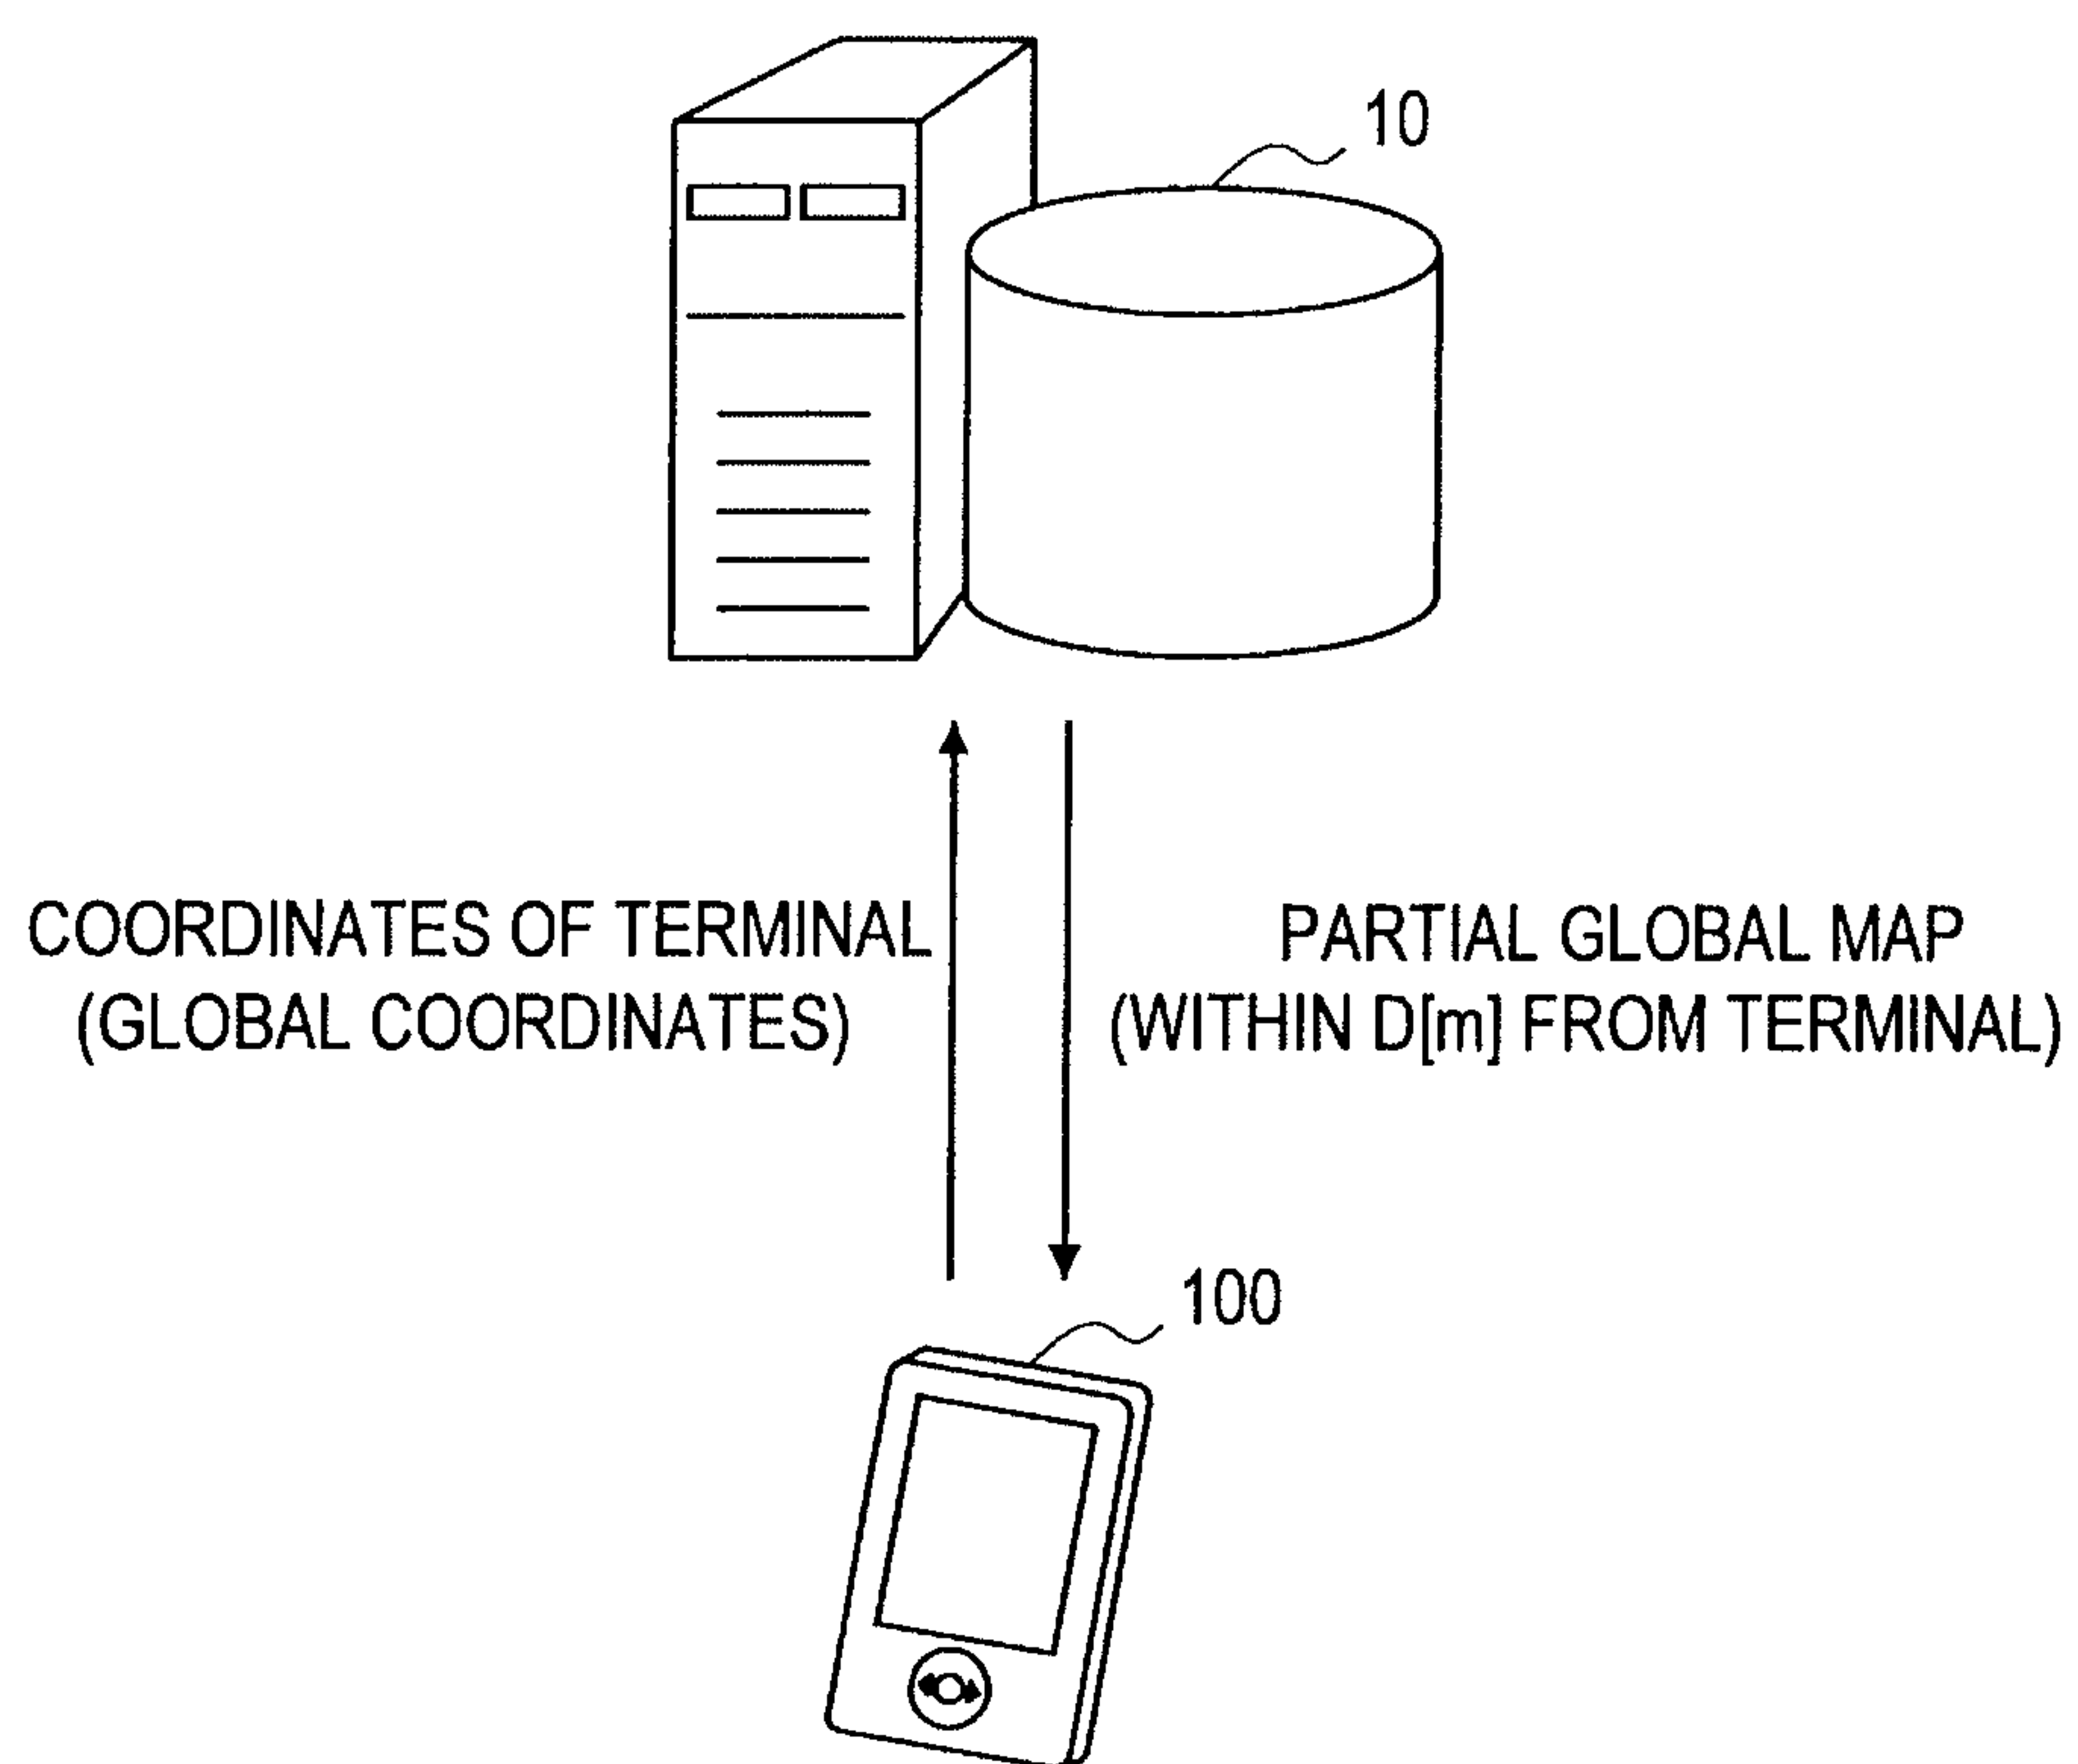 10
COORDINATES OF TERMINAL
(GLOBAL COORDINATES)
PARTIAL GLOBAL MAP
(WITHIN D[m] FROM TERMINAL)
100